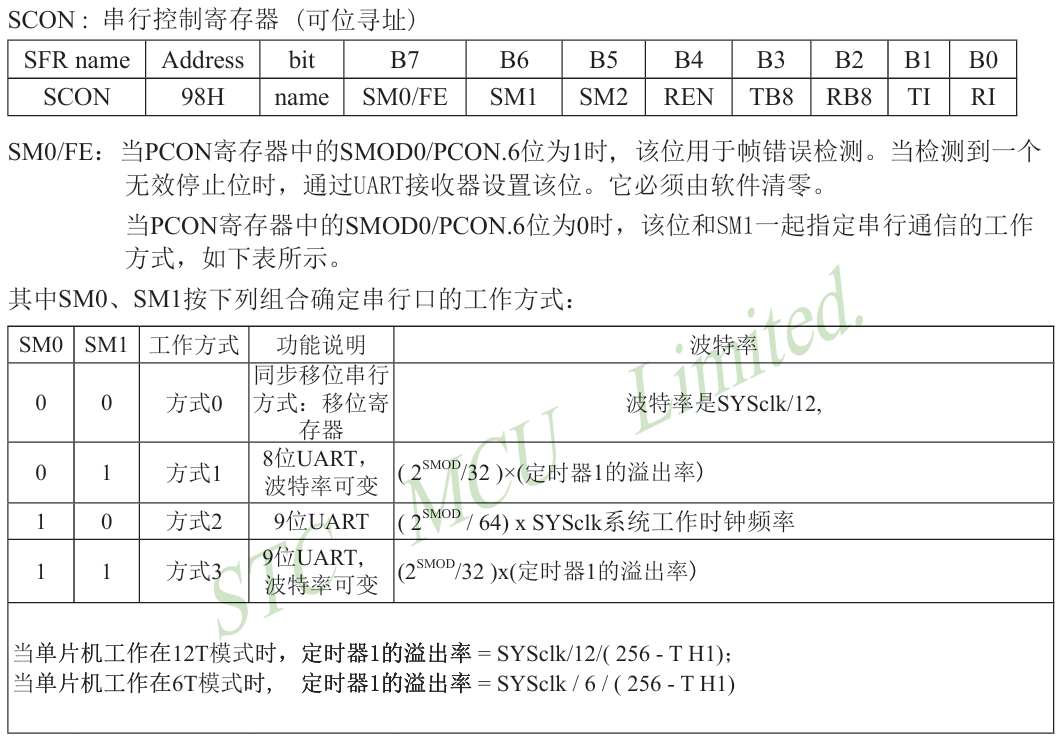 SCON : 串行控制寄存器 (可位寻址)
SFR name Address bit B7 B6 B5 B4 B3 B2 B1 B0
SCON 98H name SM0/FE SM1 SM2 REN TB8 RB8 TI RI
SM0/FE：当PCON寄存器中的SMOD0/PCON.6位为1时, 该位用于帧错误检测。当检测到一个
无效停止位时，通过UART接收器设置该位。它必须由软件清零。
当PCON寄存器中的SMOD0/PCON.6位为0时，该位和SM1一起指定串行通信的工作
方式，如下表所示。
其中SM0、SM1按下列组合确定串行口的工作方式：
SM0 SM1 工作方式 功能说明 波特率
0 0 方式0 同步移位串行
方式：移位寄
存器
波特率是SYSclk/12,
0 1 方式1 8位UART，
波特率可变
( 2^SMOD/32 )×(定时器1的溢出率)
1 0 方式2 9位UART ( 2^SMOD / 64) x SYSclk系统工作时钟频率
1 1 方式3 9位UART，
波特率可变
(2^SMOD/32 )x(定时器1的溢出率)
当单片机工作在12T模式时，定时器1的溢出率 = SYSclk/12/( 256 - T H1)；
当单片机工作在6T模式时, 定时器1的溢出率 = SYSclk / 6 / ( 256 - T H1)
STC MCU Limited.